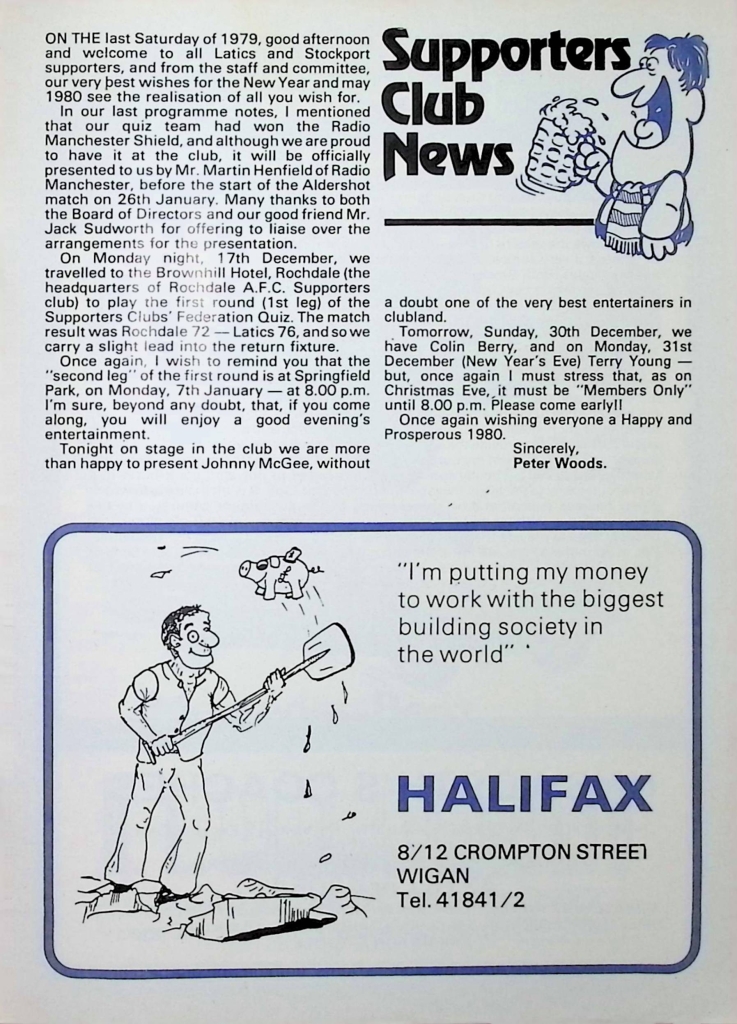 ON THE last Saturday of 1979, good afternoon
and welcome to all Latics and Stockport
supporters, and from the staff and committee,
our very best wishes for the New Year and may
1980 see the realisation of all you wish for.
In our last programme notes, I mentioned
that our quiz team had won the Radio
Manchester Shield, and although we are proud
to have it at the club, it will be officially
presented to us by Mr. Martin Henfield of Radio
Manchester, before the start of the Aldershot
match on 26th January. Many thanks to both
the Board of Directors and our good friend Mr.
Jack Sudworth for offering to liaise over the
arrangements for the presentation.
On Monday night, 17th December, we
travelled to the Brownhill Hotel, Rochdale (the
headquarters of Rochdale A.F.C. Supporters
club) to play the first round (1st leg) of the
Supporters Clubs' Federation Quiz. The match
result was Rochdale 72 — Latics 76, and so we
carry a slight lead into the return fixture.
Once again, I wish to remind you that the
"second leg" of the first round is at Springfield
Park, on Monday, 7th January — at 8.00 p.m.
I'm sure, beyond any doubt, that, if you come
along, you will enjoy a good evening's
entertainment.
Tonight on stage in the club we are more
than happy to present Johnny McGee, without
Supporters
Club
News
a doubt one of the very best entertainers in
clubland.
Tomorrow, Sunday, 30th December, we
have Colin Berry, and on Monday, 31st
December (New Year's Eve) Terry Young —
but, once again I must stress that, as on
Christmas Eve, it must be "Members Only"
until 8.00 p.m. Please come early!!
Once again wishing everyone a Happy and
Prosperous 1980.
Sincerely,
Peter Woods.
"I'm putting my money
to work with the biggest
building society in
the world"
HALIFAX
8/12 CROMPTON STREET
WIGAN
Tel. 41841/2